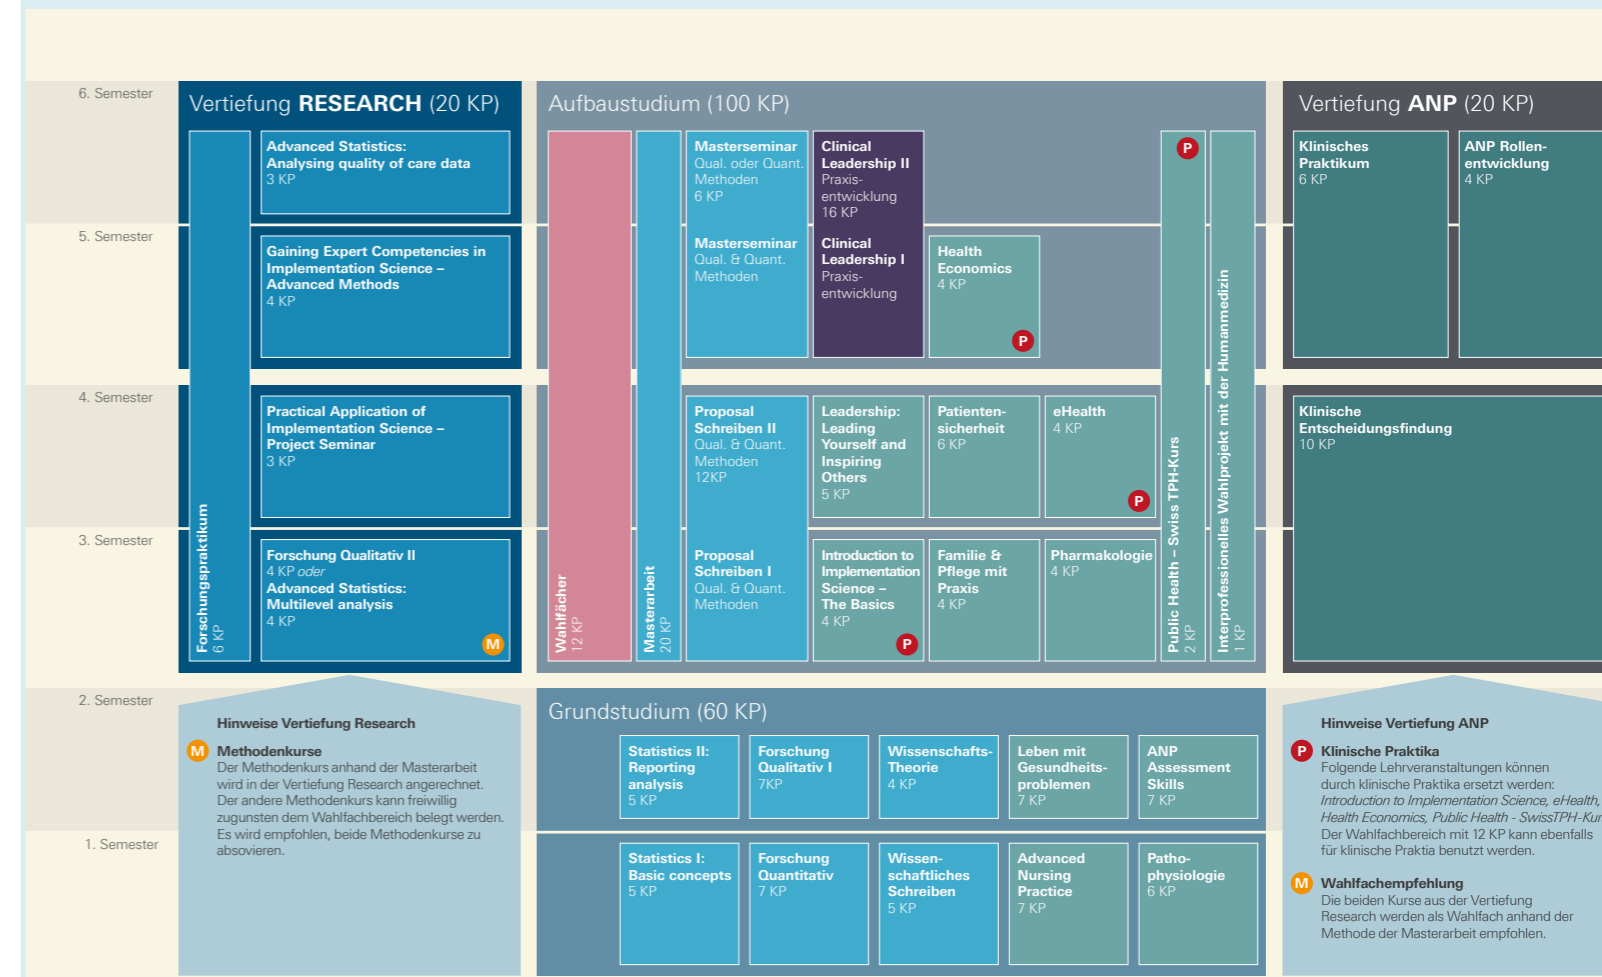 6. Semester
Vertiefung RESEARCH (20 KP)
Forschungspraktikum
6 KP
Advanced Statistics:
Analysing quality of care data
3 KP
5. Semester
Gaining Expert Competencies in
Implementation Science –
Advanced Methods
4 KP
4. Semester
Practical Application of
Implementation Science –
Project Seminar
3 KP
3. Semester
Forschung Qualitativ II
4 KP oder
Advanced Statistics:
Multilevel analysis
4 KP
M
Aufbaustudium (100 KP)
Wahlfächer
12 KP
Masterarbeit
20 KP
Masterseminar
Qual. oder Quant.
Methoden
6 KP
Masterseminar
Qual. & Quant.
Methoden
Clinical
Leadership II
Praxis-
entwicklung
16 KP
Clinical
Leadership I
Praxis-
entwicklung
Health
Economics
4 KP
P
Proposal
Schreiben II
Qual. & Quant.
Methoden
12KP
Proposal
Schreiben I
Qual. & Quant.
Methoden
Leadership:
Leading
Yourself and
Inspiring
Others
5 KP
Patienten-
sicherheit
6 KP
eHealth
4 KP
P
Introduction to
Implementation
Science –
The Basics
4 KP
P
Familie &
Pflege mit
Praxis
4 KP
Pharmakologie
4 KP
P
Public Health – Swiss TPH-Kurs
2 KP
Interprofessionelles Wahlprojekt mit der Humanmedizin
1 KP
Vertiefung ANP (20 KP)
Klinisches
Praktikum
6 KP
ANP Rollen-
entwicklung
4 KP
Klinische
Entscheidungsfindung
10 KP
2. Semester
Grundstudium (60 KP)
Statistics II:
Reporting
analysis
5 KP
Forschung
Qualitativ I
7KP
Wissenschafts-
Theorie
4 KP
Leben mit
Gesundheits-
problemen
7 KP
ANP
Assessment
Skills
7 KP
1. Semester
Statistics I:
Basic concepts
5 KP
Forschung
Quantitativ
7 KP
Wissen-
schaftliches
Schreiben
5 KP
Advanced
Nursing
Practice
7 KP
Patho-
physiologie
6 KP
Hinweise Vertiefung Research
M Methodenkurse
Der Methodenkurs anhand der Masterarbeit
wird in der Vertiefung Research angerechnet.
Der andere Methodenkurs kann freiwillig
zugunsten dem Wahlfachbereich belegt werden.
Es wird empfohlen, beide Methodenkurse zu
absovieren.
Hinweise Vertiefung ANP
P Klinische Praktika
Folgende Lehrveranstaltungen können
durch klinische Praktika ersetzt werden:
Introduction to Implementation Science, eHealth,
Health Economics, Public Health - SwissTPH-Kur
Der Wahlfachbereich mit 12 KP kann ebenfalls
für klinische Praktia benutzt werden.
M Wahlfachempfehlung
Die beiden Kurse aus der Vertiefung
Research werden als Wahlfach anhand der
Methode der Masterarbeit empfohlen.